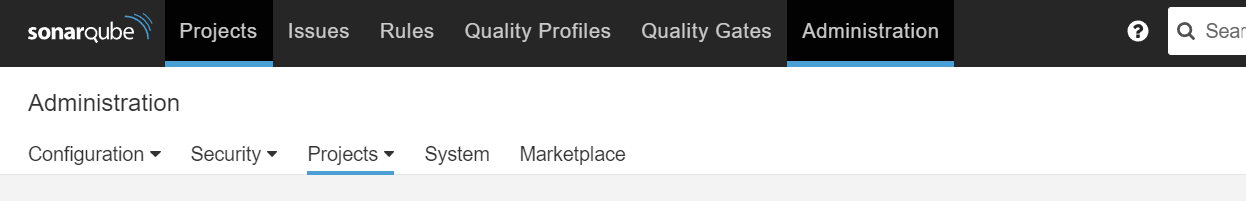 sonarqube Projects Issues Rules Quality Profiles Quality Gates Administration ?
Administration
Configuration Security Projects System Marketplace